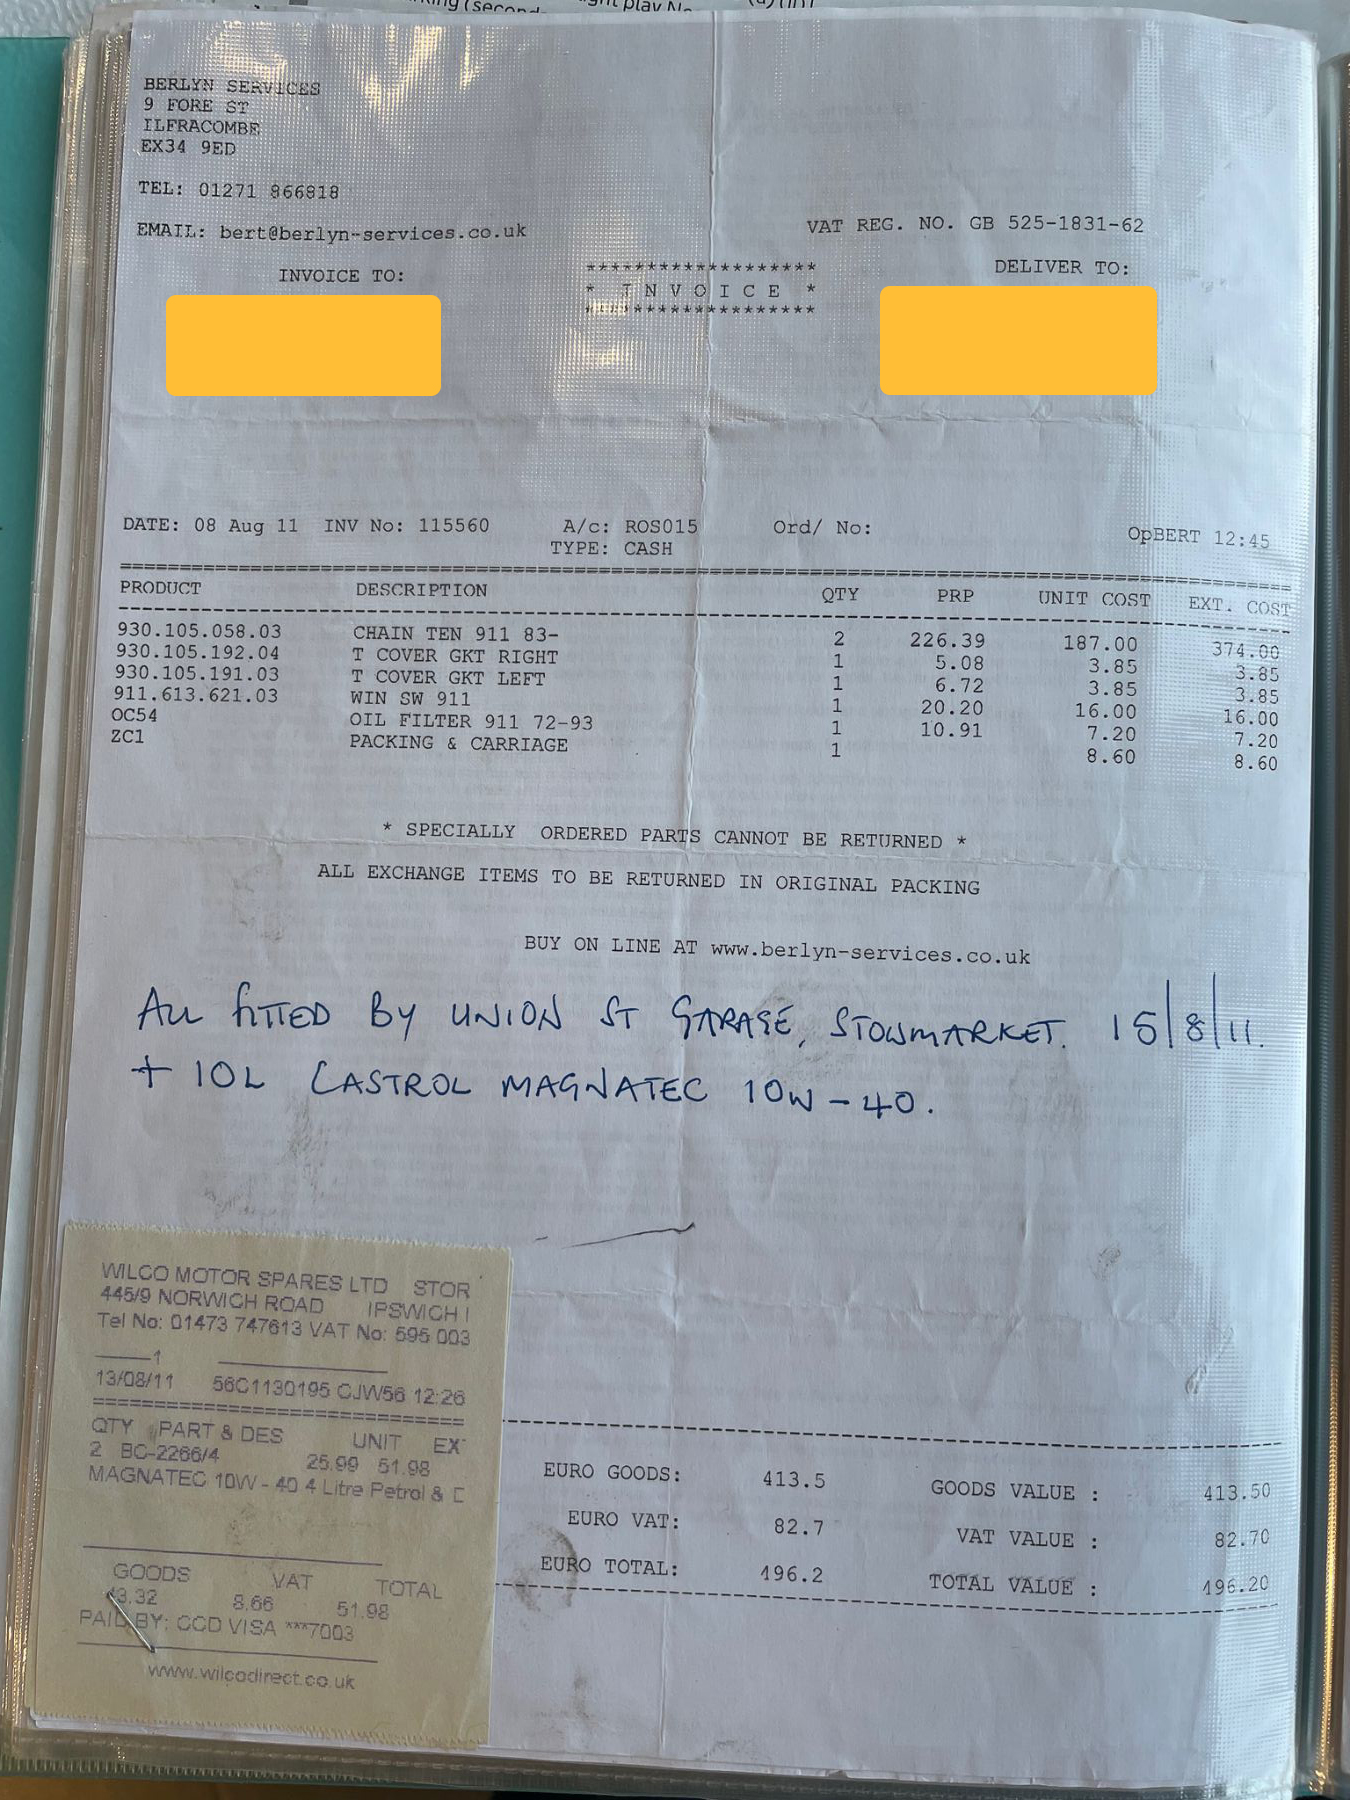 BERLYN SERVICES
9 FORE ST
ILFRACOMBE
EX34 9ED
TEL: 01271 866818
EMAIL: bert@berlyn-services.co.uk
VAT REG. NO. GB 525-1831-62
INVOICE TO:
*******************
* I N V O I C E *
*******************
DELIVER TO:
DATE: 08 Aug 11 INV No: 115560 A/c: ROS015 Ord/ No: OpBERT 12:45
TYPE: CASH
PRODUCT DESCRIPTION QTY PRP UNIT COST EXT. COST
930.105.058.03 CHAIN TEN 911 83- 2 226.39 187.00 374.00
930.105.192.04 T COVER GKT RIGHT 1 5.08 3.85 3.85
930.105.191.03 T COVER GKT LEFT 1 6.72 3.85 3.85
911.613.621.03 WIN SW 911 1 20.20 16.00 16.00
OC54 OIL FILTER 911 72-93 1 10.91 7.20 7.20
ZC1 PACKING & CARRIAGE 1 8.60 8.60
* SPECIALLY ORDERED PARTS CANNOT BE RETURNED *
ALL EXCHANGE ITEMS TO BE RETURNED IN ORIGINAL PACKING
BUY ON LINE AT www.berlyn-services.co.uk
ALL FITTED BY UNION ST GARAGE, STOWMARKET. 15/8/11.
+ 10L CASTROL MAGNATEC 10W-40.
WILCO MOTOR SPARES LTD STOR
445/9 NORWICH ROAD IPSWICH I
Tel No: 01473 747613 VAT No: 595 003
1
13/08/11 56C1130195 CJW56 12:26
QTY PART & DES UNIT EX
2 BC-2266/4 25.99 51.98
MAGNATEC 10W - 40 4 Litre Petrol &
GOODS VAT TOTAL
43.32 8.66 51.98
PAID BY: CCD VISA ***7003
www.wilcodirect.co.uk
EURO GOODS: 413.5 GOODS VALUE : 413.50
EURO VAT: 82.7 VAT VALUE : 82.70
EURO TOTAL: 496.2 TOTAL VALUE : 496.20